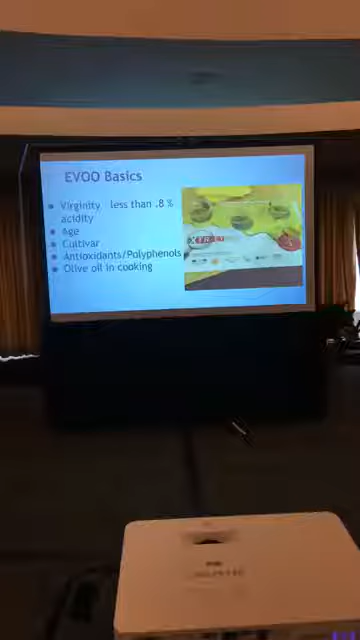 EVOO Basics
Virginity less than .8 %
acidity
Age
Cultivar
Antioxidants/Polyphenols
Olive oil in cooking